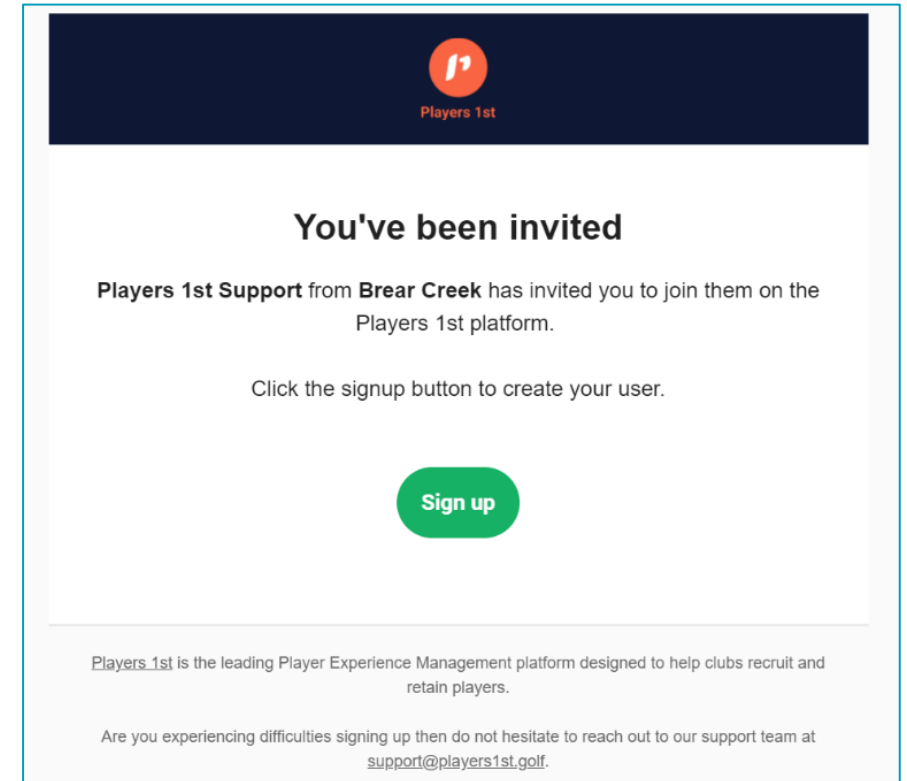 Players 1st
You've been invited
Players 1st Support from Brear Creek has invited you to join them on the
Players 1st platform.
Click the signup button to create your user.
Sign up
Players 1st is the leading Player Experience Management platform designed to help clubs recruit and
retain players.
Are you experiencing difficulties signing up then do not hesitate to reach out to our support team at
support@players1st.golf.